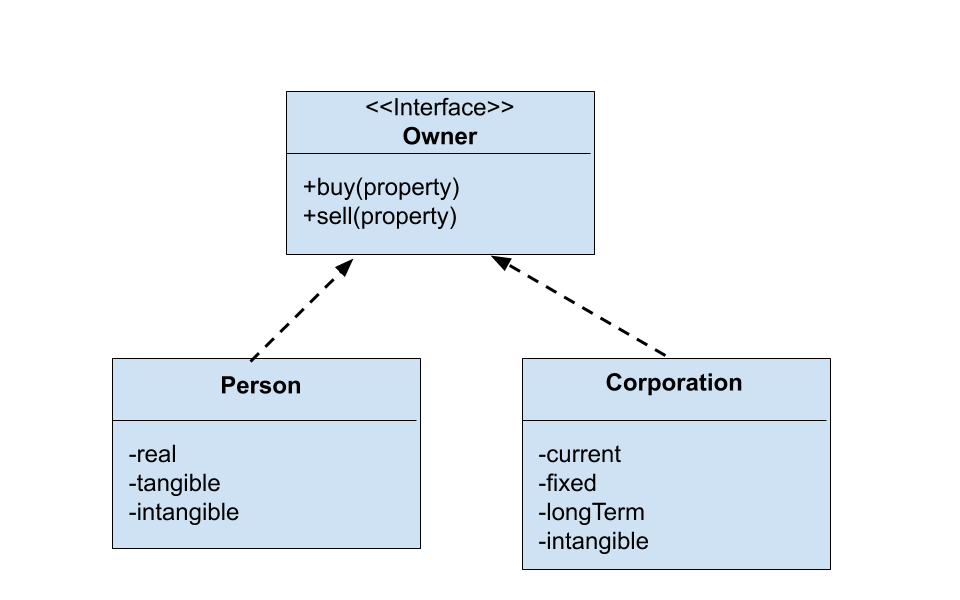 <<Interface>>
Owner
+buy(property)
+sell(property)
Person
-real
-tangible
-intangible
Corporation
-current
-fixed
-longTerm
-intangible